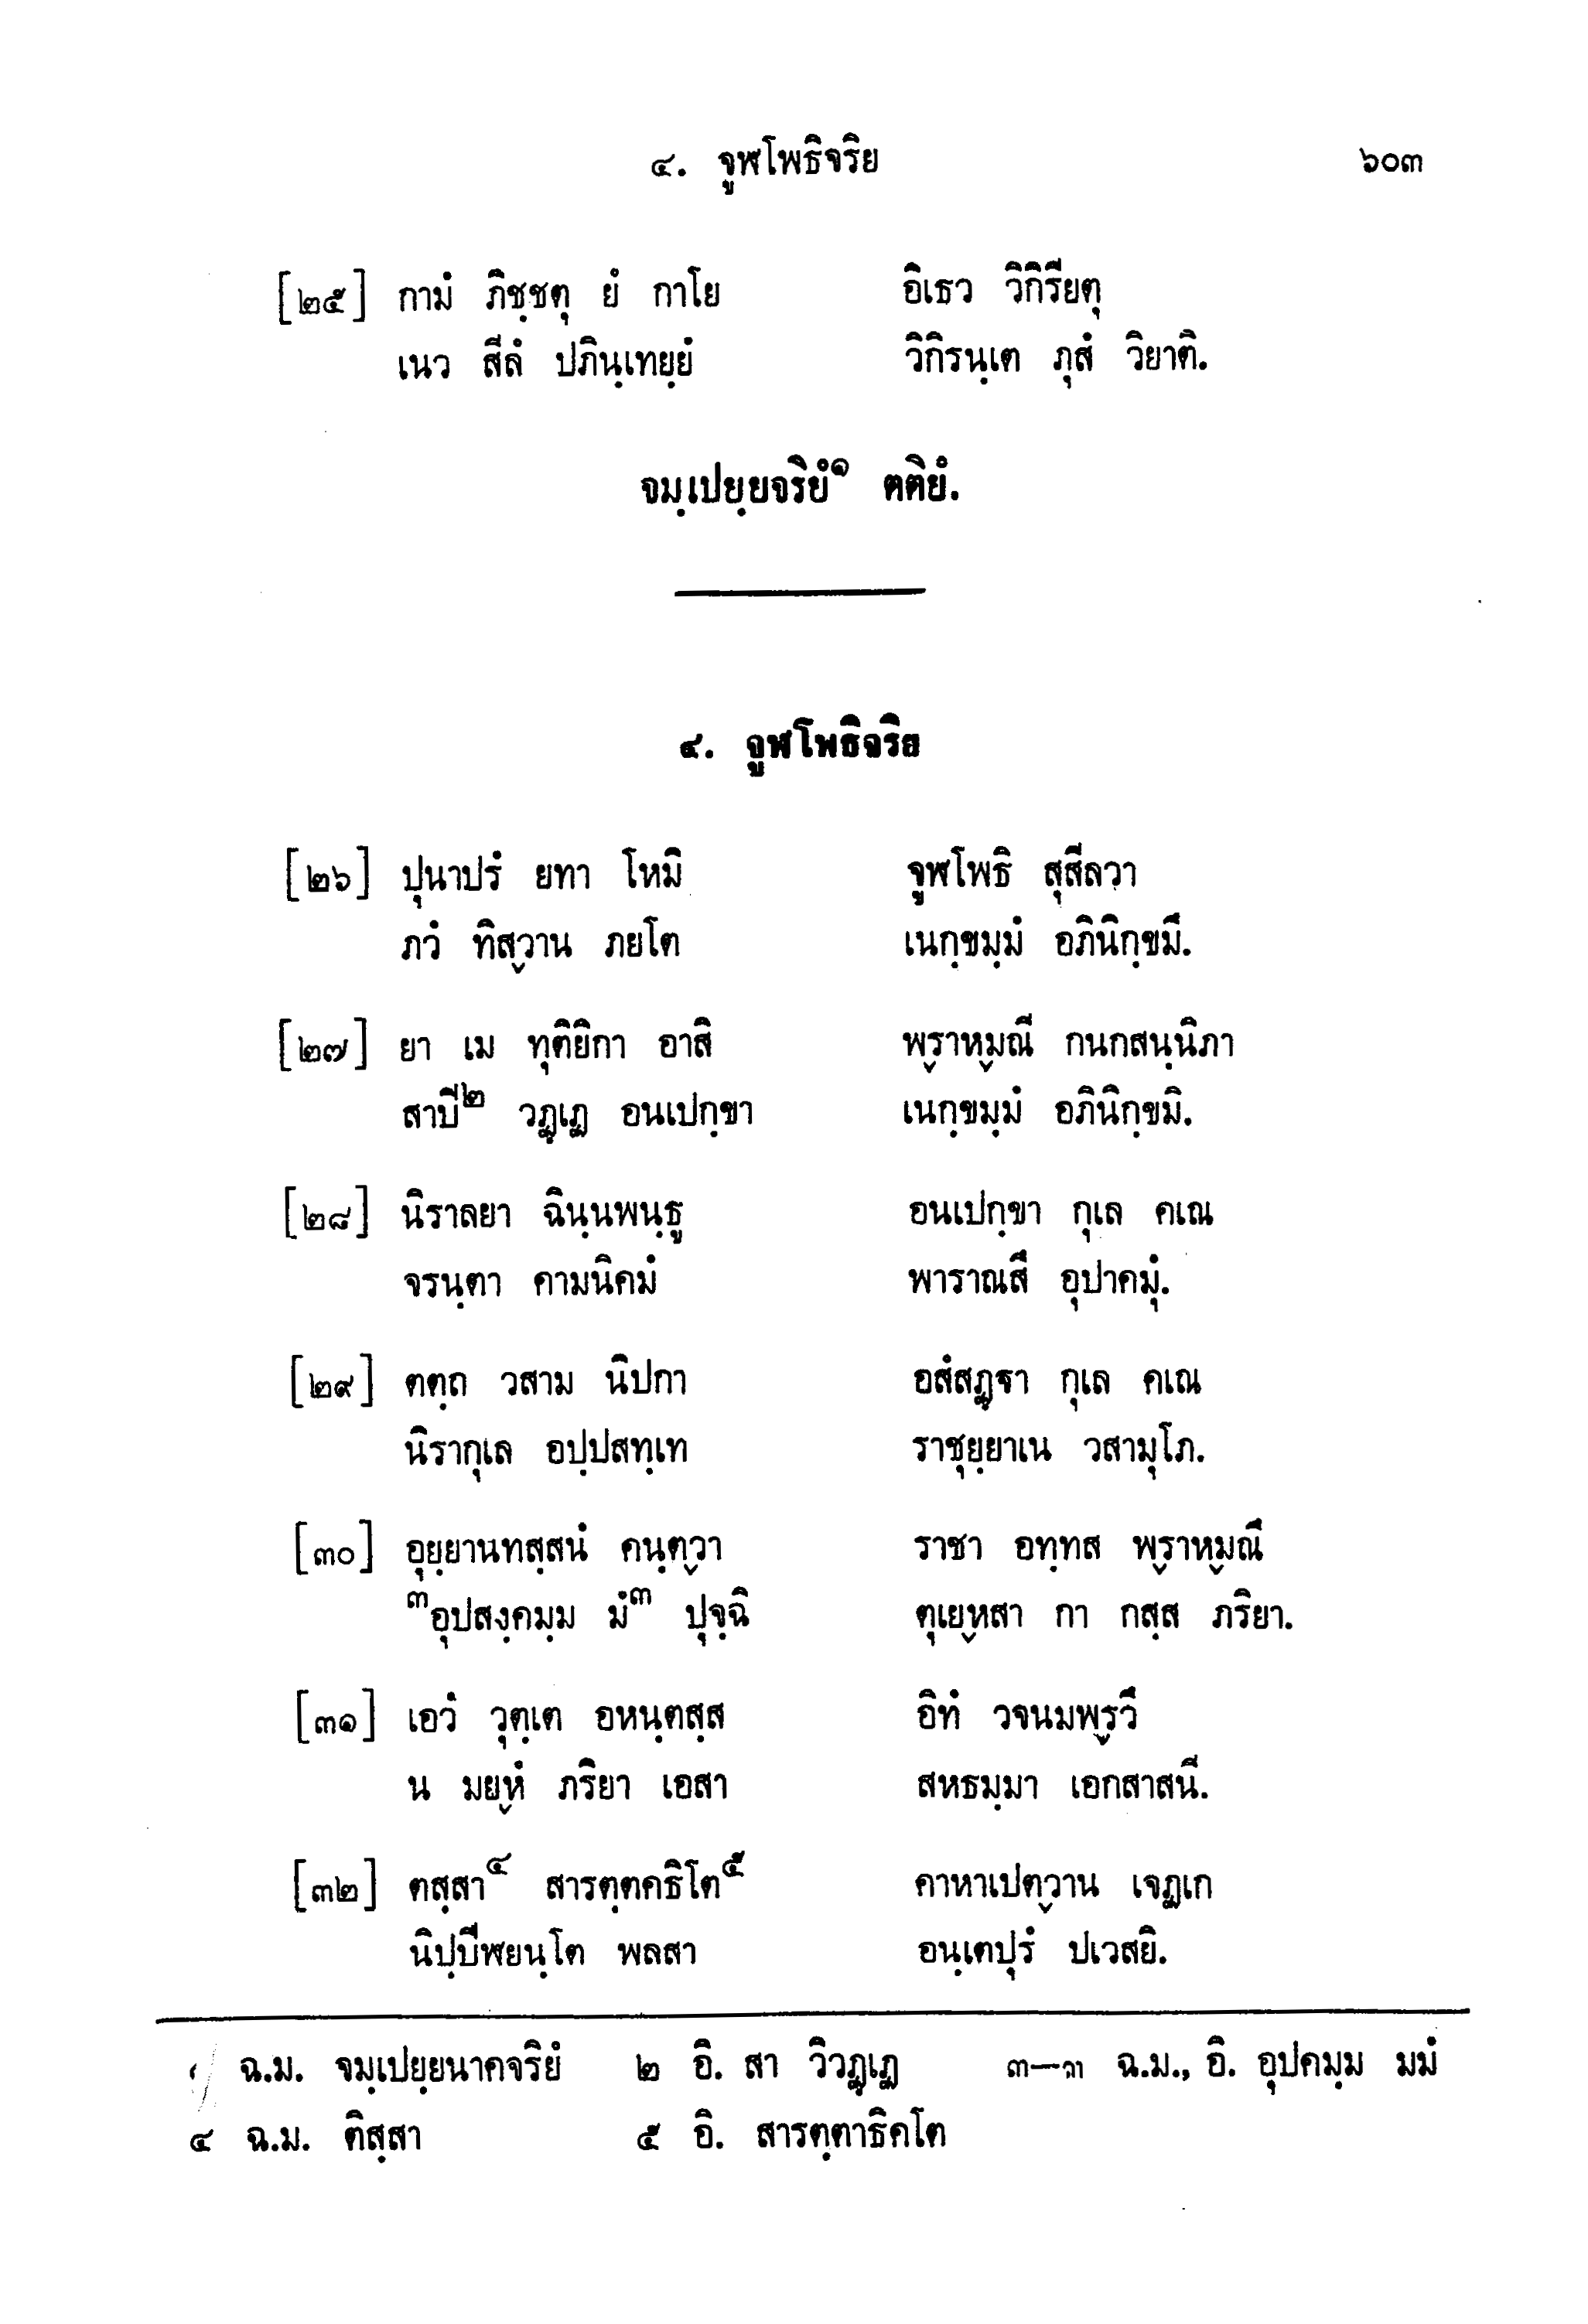 ๔. จูฬโพธิจริย ๖๐๓
[๒๕] กามํ ภิชฺชตุ ยํ กาโย อิเธว วิกิรียตุ
เนว สีลํ ปภินฺเทยฺยํ วิกิรนฺเต ภุสํ วิยาติ.
จมฺเปยฺยจริยํ๑ ตติยํ.
๔. จูฬโพธิจริย
[๒๖] ปุนาปรํ ยทา โหมิ จูฬโพธิ สุสีลวา
ภวํ ทิสฺวาน ภยโต เนกฺขมฺมํ อภินิกฺขมึ.
[๒๗] ยา เม ทุติยิกา อาสิ พฺราหฺมณี กนกสนฺนิภา
สาปี๒ วฏฺเฏ อนเปกฺขา เนกฺขมฺมํ อภินิกฺขมิ.
[๒๘] นิราลยา ฉินฺนพนฺธู อนเปกฺขา กุเล คเณ
จรนฺตา คามนิคมํ พาราณสึ อุปาคมุํ.
[๒๙] ตตฺถ วสาม นิปกา อสํสฏฺฐา กุเล คเณ
นิรากุเล อปฺปสทฺเท ราชุยฺยาเน วสามุโภ.
[๓๐] อุยฺยานทสฺสนํ คนฺตฺวา ราชา อทฺทส พฺราหฺมณึ
๓อุปสงฺคมฺม มํ๓ ปุจฺฉิ ตุเยฺหสา กา กสฺส ภริยา.
[๓๑] เอวํ วุตฺเต อหนฺตสฺส อิทํ วจนมพฺรูวึ
น มยฺหํ ภริยา เอสา สหธมฺมา เอกสาสนี.
[๓๒] ตสฺสา๔ สารตฺตคธิโต๕ คาหาเปตฺวาน เจฏเก
นิปฺปีฬยนฺโต พลสา อนฺเตปุรํ ปเวสยิ.
๑ ฉ.ม. จมฺเปยฺยนาคจริยํ ๒ อิ. สา วิวฏฺเฏ ๓—๓ ฉ.ม., อิ. อุปคมฺม มมํ
๔ ฉ.ม. ติสฺสา ๕ อิ. สารตฺตาธิคโต